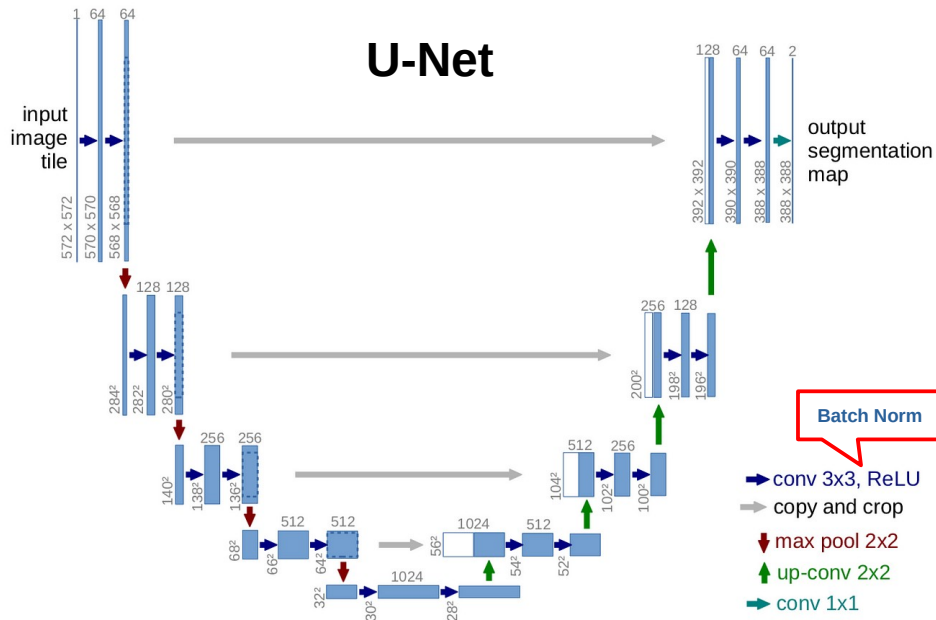 U-Net
1 64 64
input
image
tile
572 x 572
570 x 570
568 x 568
128 64 64 2
output
segmentation
map
392 x 392
390 x 390
388 x 388
388 x 388
128 128
284²
282²
280²
256 128
200²
198²
196²
256 256
140²
138²
136²
512 256
104²
102²
100²
512 512
68²
66²
64²
1024 512
56²
54²
52²
1024
32²
30²
28²
Batch Norm
conv 3x3, ReLU
copy and crop
max pool 2x2
up-conv 2x2
conv 1x1